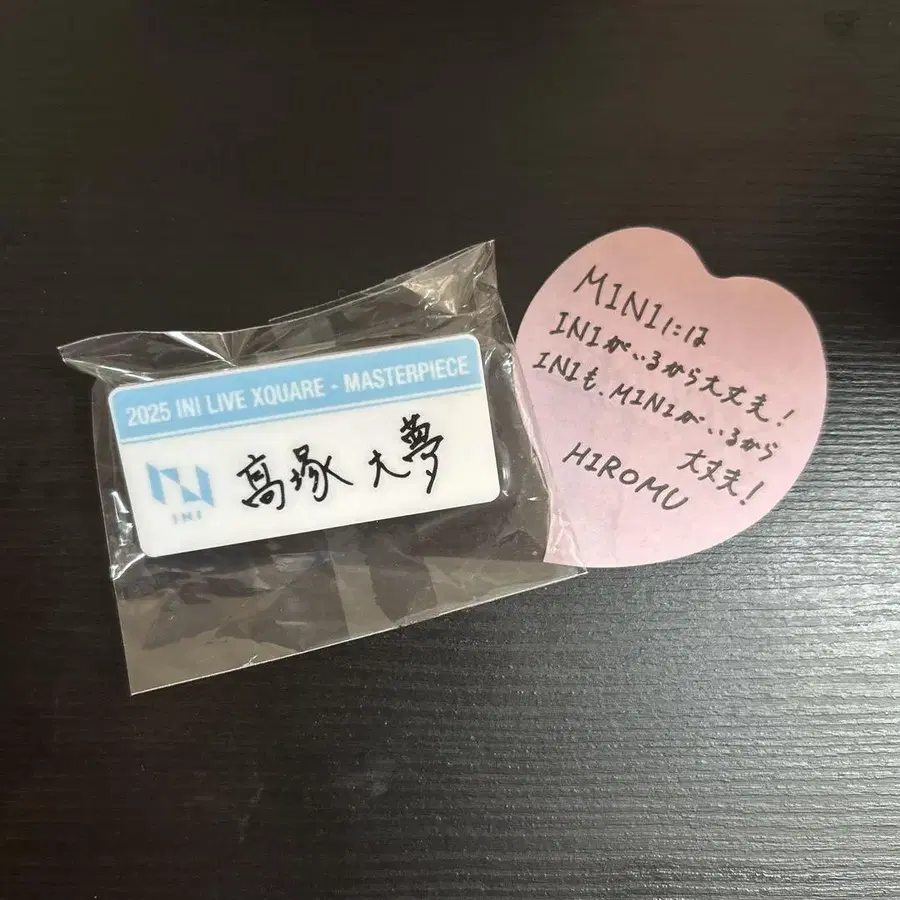 2025 INI LIVE XQUARE - MASTERPIECE
INI
高塚 大夢
MINIには
INIがいるから大丈夫!
INIも、MINIがいるから
大丈夫!
HIROMU